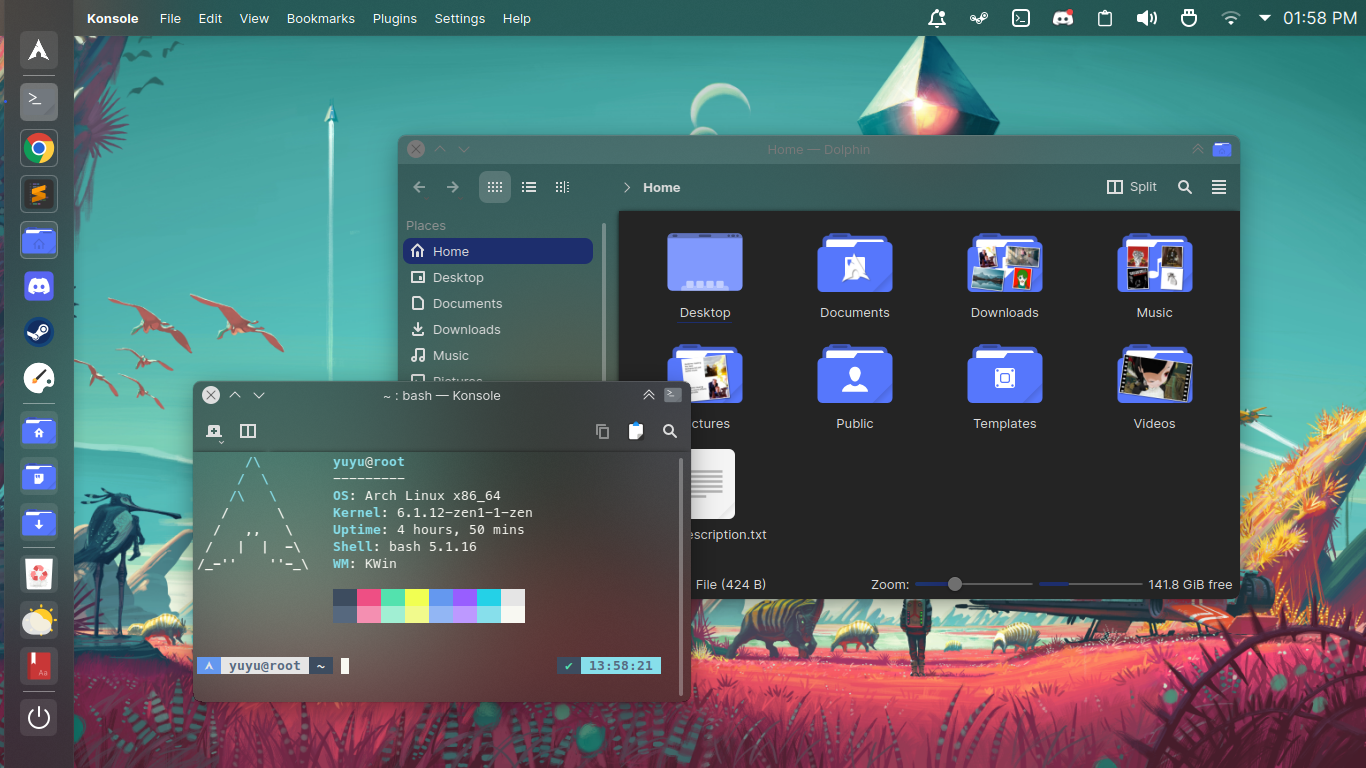 Konsole File Edit View Bookmarks Plugins Settings Help 01:58 PM
Home — Dolphin
Home Split
Places
Home
Desktop
Documents
Downloads
Music
Pictures
Desktop Documents Downloads Music
ctures Public Templates Videos
escription.txt
File (424 B) Zoom: 141.8 GiB free
~ : bash — Konsole
yuyu@root
---------
OS: Arch Linux x86_64
Kernel: 6.1.12-zen1-1-zen
Uptime: 4 hours, 50 mins
Shell: bash 5.1.16
WM: KWin
yuyu@root ~ ✔ 13:58:21
Aa